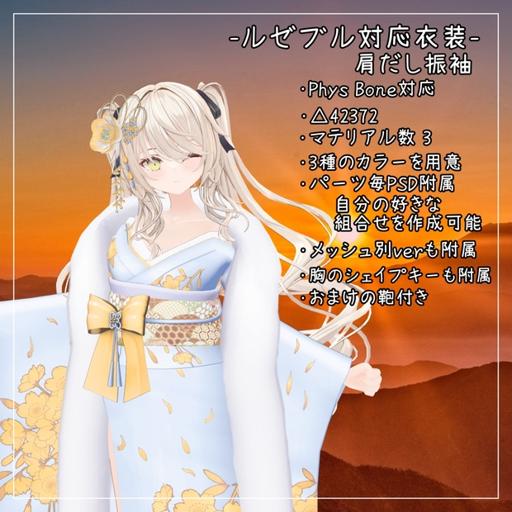 -ルゼブル対応衣装-
肩だし振袖
・Phys Bone対応
・△42372
・マテリアル数 3
・3種のカラーを用意
・パーツ毎PSD附属
自分の好きな
組合せを作成可能
・メッシュ別verも附属
・胸のシェイプキーも附属
・おまけの鞄付き